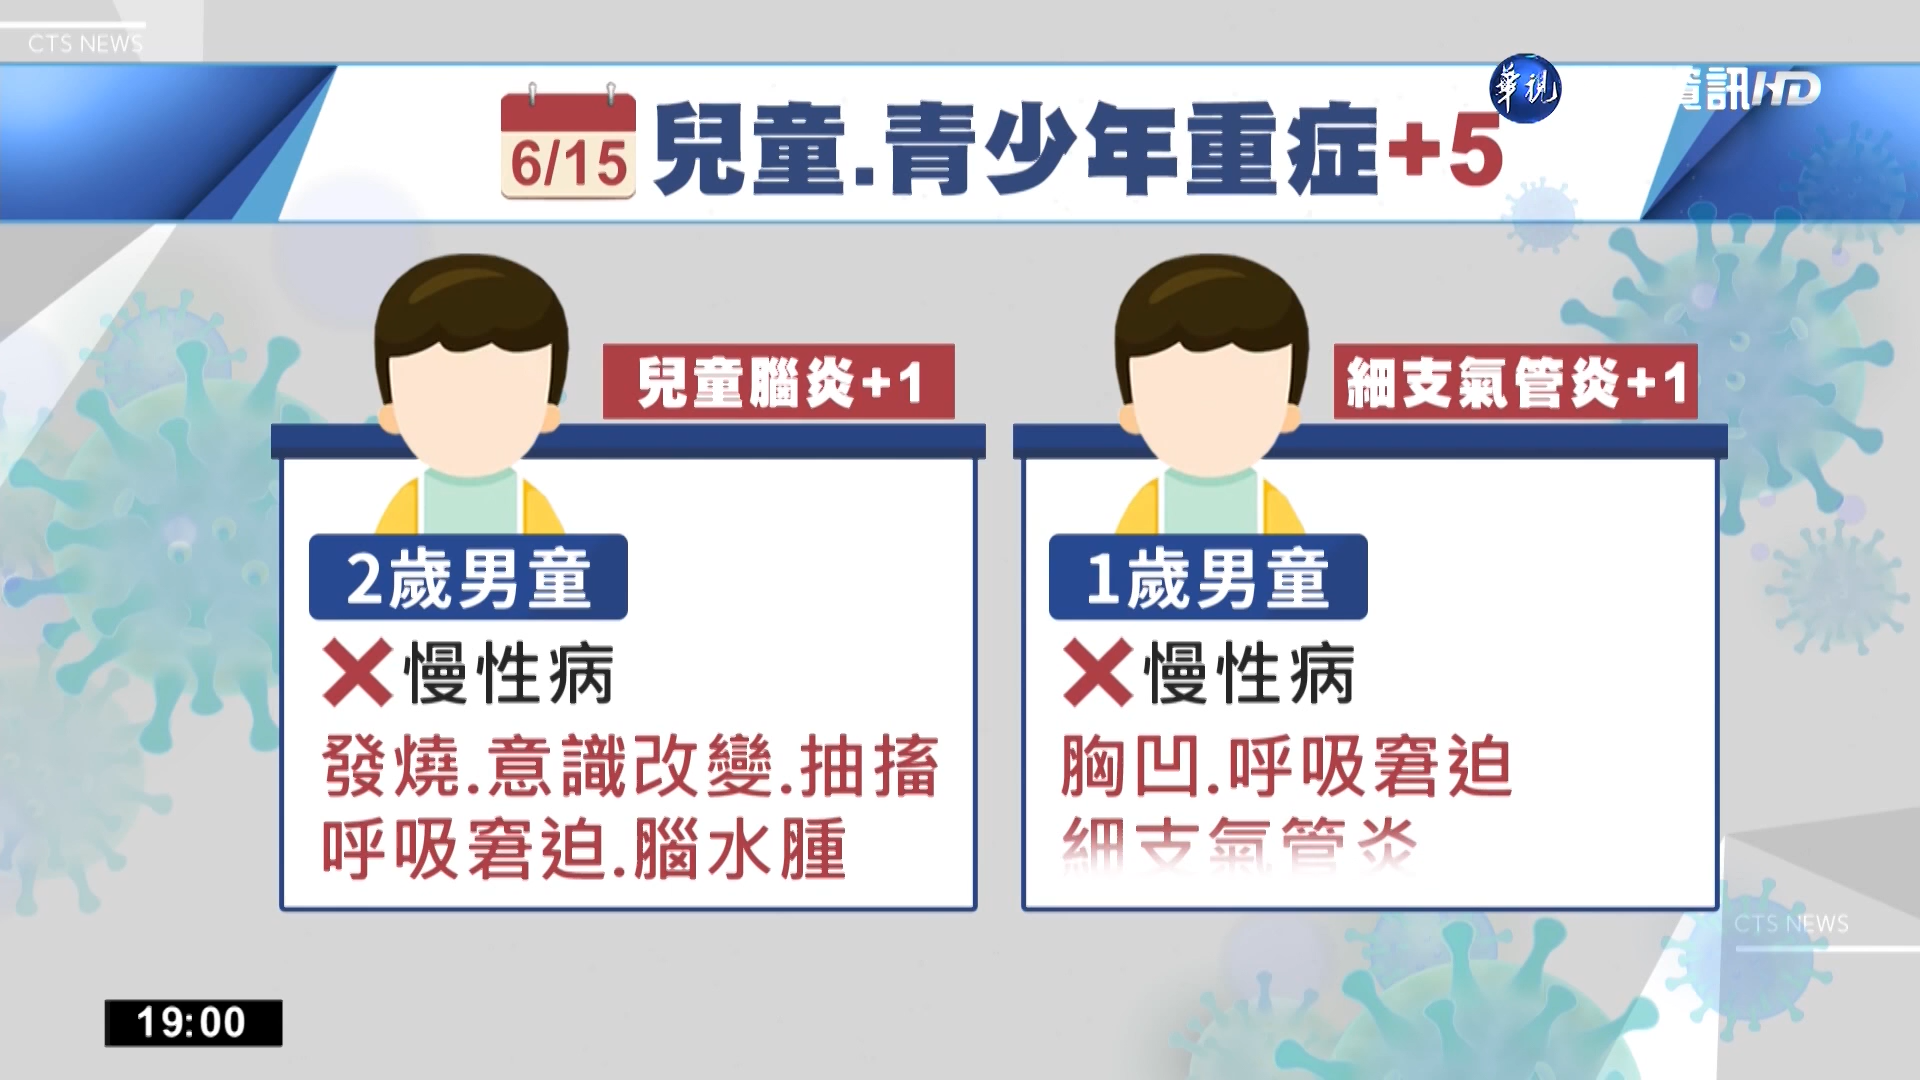 CTS NEWS
華視
資訊HD
6/15
兒童.青少年重症+5
兒童腦炎+1
2歲男童
慢性病
發燒.意識改變.抽搐
呼吸窘迫.腦水腫
細支氣管炎+1
1歲男童
慢性病
胸凹.呼吸窘迫
細支氣管炎
CTS NEWS
19:00